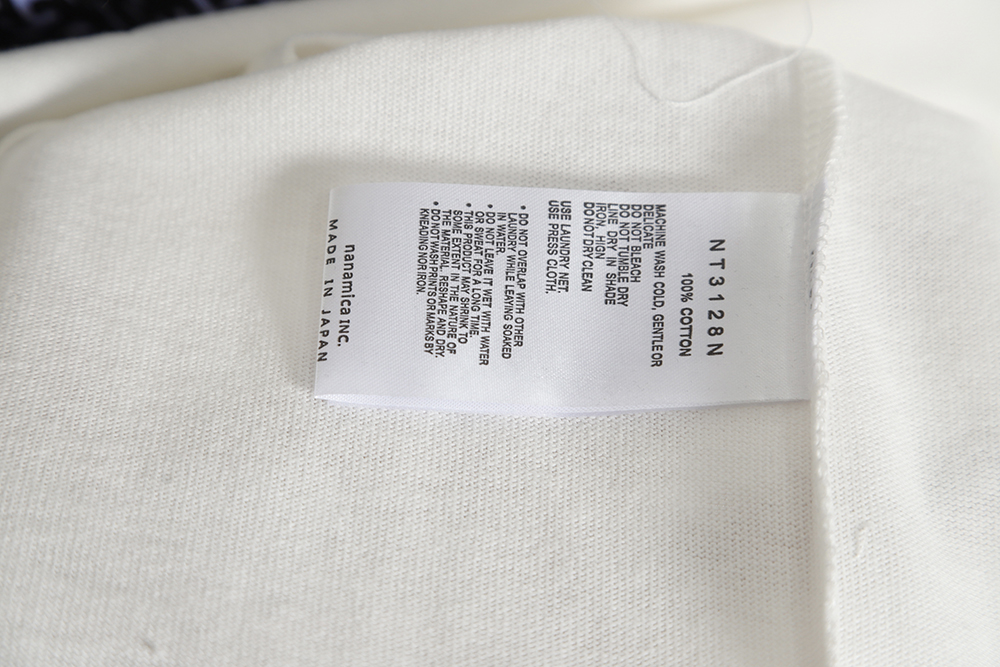 NT3128N
100% COTTON
MACHINE WASH COLD, GENTLE OR
DELICATE
DO NOT BLEACH
DO NOT TUMBLE DRY
LINE DRY IN SHADE
IRON, HIGH
DO NOT DRY CLEAN
USE LAUNDRY NET.
USE PRESS CLOTH.
• DO NOT OVERLAP WITH OTHER
LAUNDRY WHILE LEAVING SOAKED
IN WATER.
• DO NOT LEAVE IT WET WITH WATER
OR SWEAT FOR A LONG TIME.
• THIS PRODUCT MAY SHRINK TO
SOME EXTENT IN THE NATURE OF
THE MATERIAL. RESHAPE AND DRY.
• DO NOT WASH PRINTS OR MARKS BY
KNEADING NOR IRON.
nanamica INC.
MADE IN JAPAN